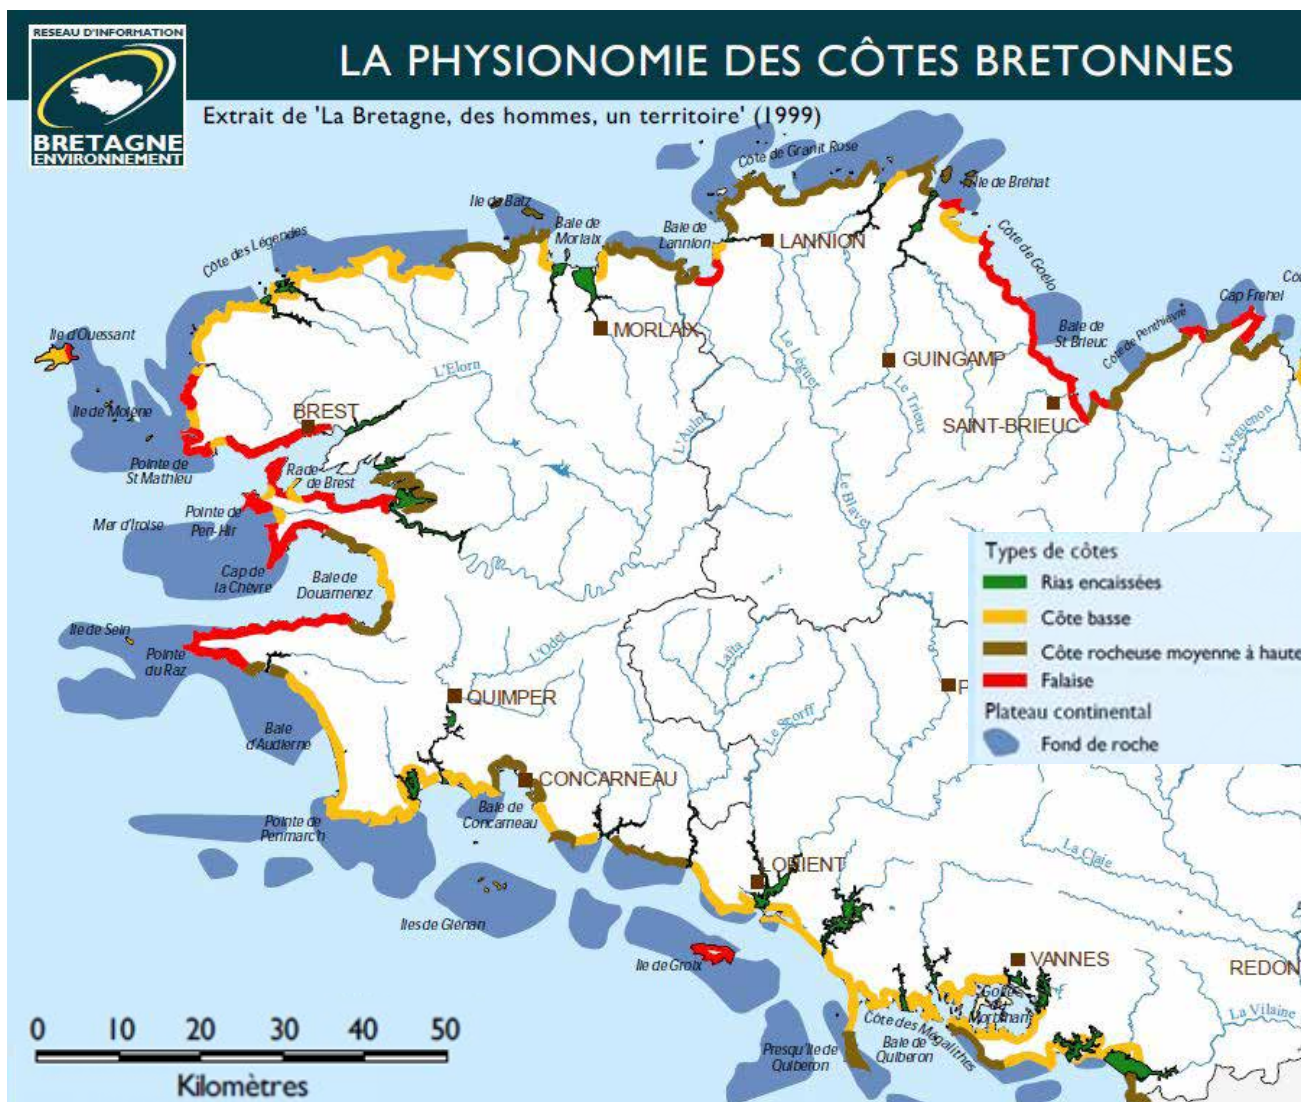 RESEAU D'INFORMATION
BRETAGNE
ENVIRONNEMENT
LA PHYSIONOMIE DES CÔTES BRETONNES
Extrait de 'La Bretagne, des hommes, un territoire' (1999)
Côte de Granit Rose
Ile de Bréhat
Ile de Batz
Baie de
Morlaix
Baie de
Lannion
LANNION
Côte des Légendes
Côte de Goëlo
Cap Frehel
Ile d'Ouessant
MORLAIX
Le Léguer
Baie de
St Brieuc
Côte de Penthièvre
GUINGAMP
L'Elorn
Le Trieux
Ile de Molène
BREST
SAINT-BRIEUC
L'Aulne
L'Arguenon
Pointe de
St Mathieu
Rade
de Brest
Le Blavet
Mer d'Iroise
Pointe de
Pen-Hir
Cap de
la Chèvre
Baie de
Douarnenez
Types de côtes
Rias encaissées
Côte basse
Côte rocheuse moyenne à haute
Falaise
Plateau continental
Fond de roche
Ile de Sein
Pointe
du Raz
L'Odet
Laïta
QUIMPER
P
Le Scorff
Baie
d'Audierne
CONCARNEAU
Baie de
Concarneau
Pointe de
Penmarch
La Claie
LORIENT
Iles de Glénan
Ile de Groix
VANNES
REDON
Golfe
Morbihan
La Vilaine
Côte des Mégalithes
Presqu'île de
Quiberon
Baie de
Quiberon
0 10 20 30 40 50
Kilomètres